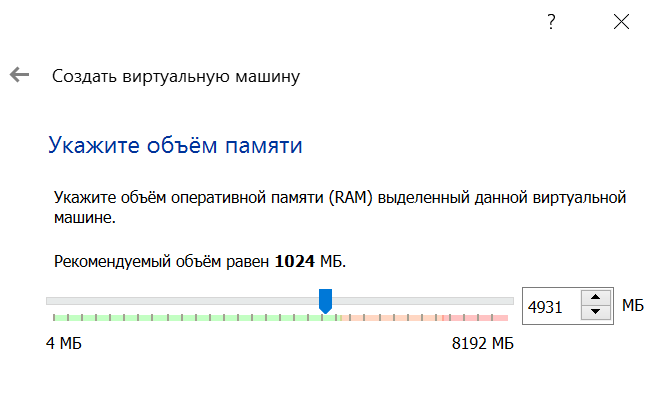 ?
Создать виртуальную машину
Укажите объём памяти
Укажите объём оперативной памяти (RAM) выделенный данной виртуальной
машине.
Рекомендуемый объём равен 1024 МБ.
4931 МБ
4 МБ 8192 МБ